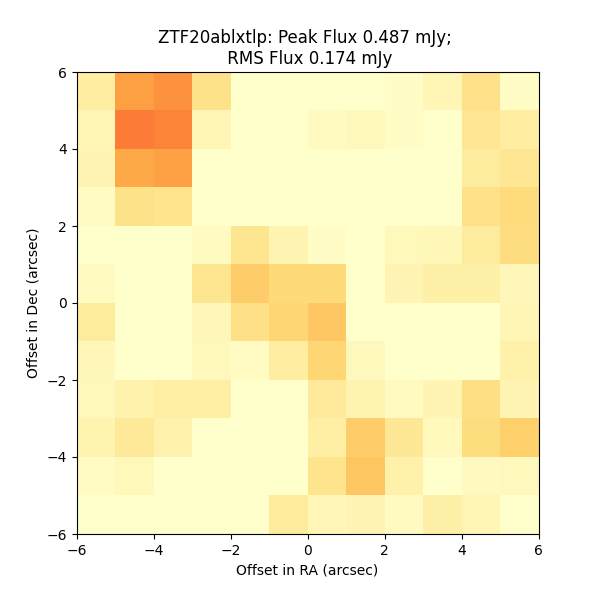 ZTF20ablxtlp: Peak Flux 0.487 mJy;
RMS Flux 0.174 mJy
6
4
2
0
−2
−4
−6
Offset in Dec (arcsec)
−6 −4 −2 0 2 4 6
Offset in RA (arcsec)